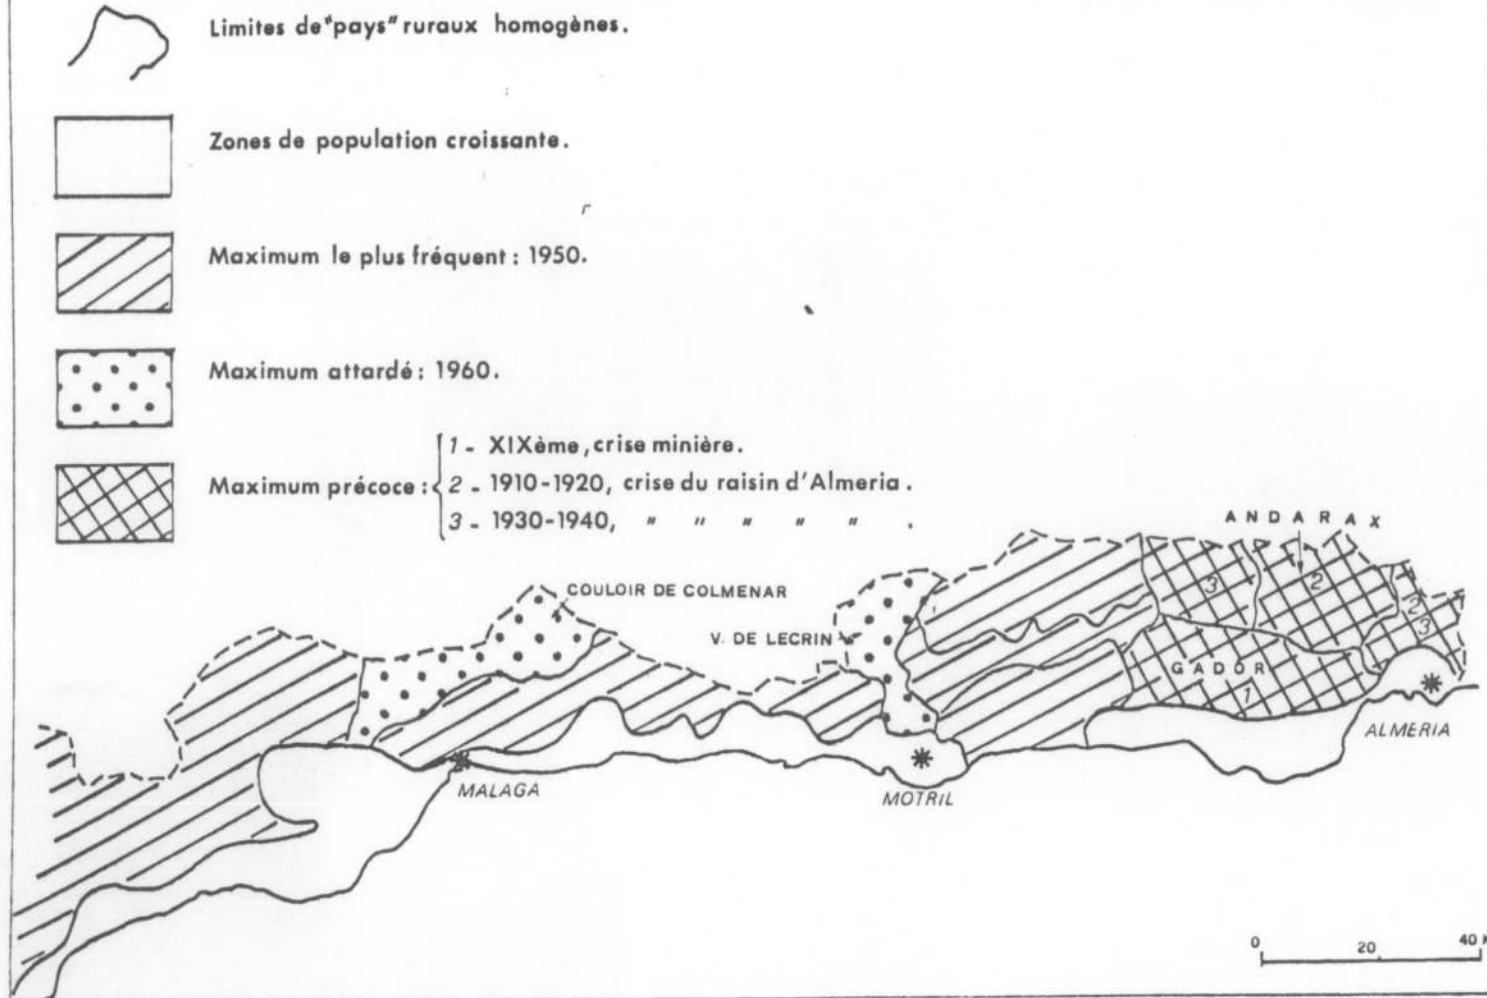 Limites de "pays" ruraux homogènes.
Zones de population croissante.
Maximum le plus fréquent : 1950.
Maximum attardé : 1960.
Maximum précoce :
1 - XIXème, crise minière.
2 - 1910-1920, crise du raisin d'Almeria.
3 - 1930-1940, " " " " " .
ANDARAX
COULOIR DE COLMENAR
3
2
2
3
V. DE LECRIN
GADOR
1
ALMERIA
MALAGA
MOTRIL
0 20 40